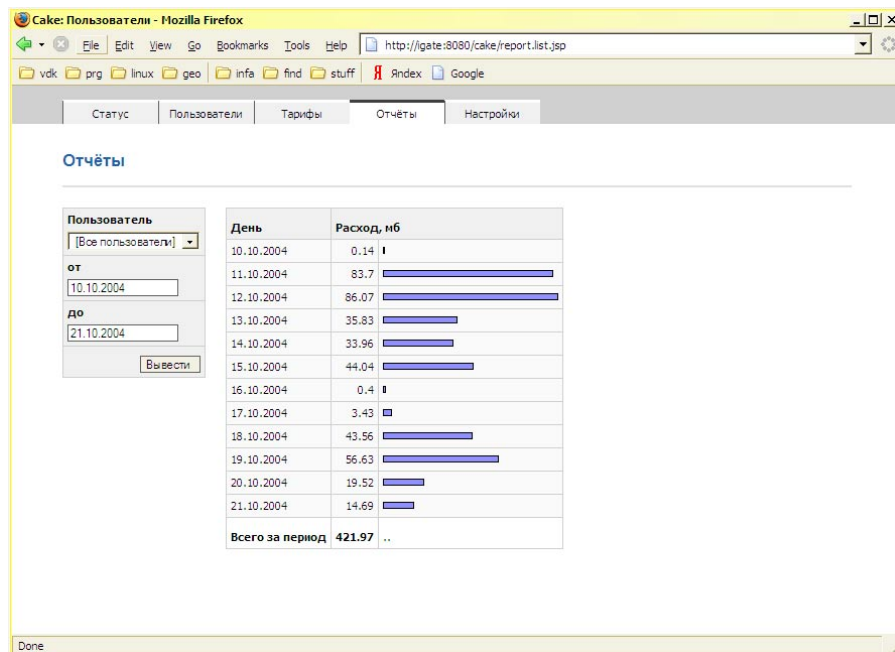 Cake: Пользователи - Mozilla Firefox
File Edit View Go Bookmarks Tools Help http://igate:8080/cake/report.list.jsp
vdk prg linux geo infa find stuff Я Яndex Google
Статус Пользователи Тарифы Отчёты Настройки
Отчёты
Пользователь
[Все пользователи]
от
10.10.2004
до
21.10.2004
Вывести
День Расход, мб
10.10.2004 0.14
11.10.2004 83.7
12.10.2004 86.07
13.10.2004 35.83
14.10.2004 33.96
15.10.2004 44.04
16.10.2004 0.4
17.10.2004 3.43
18.10.2004 43.56
19.10.2004 56.63
20.10.2004 19.52
21.10.2004 14.69
Всего за период 421.97 ..
Done